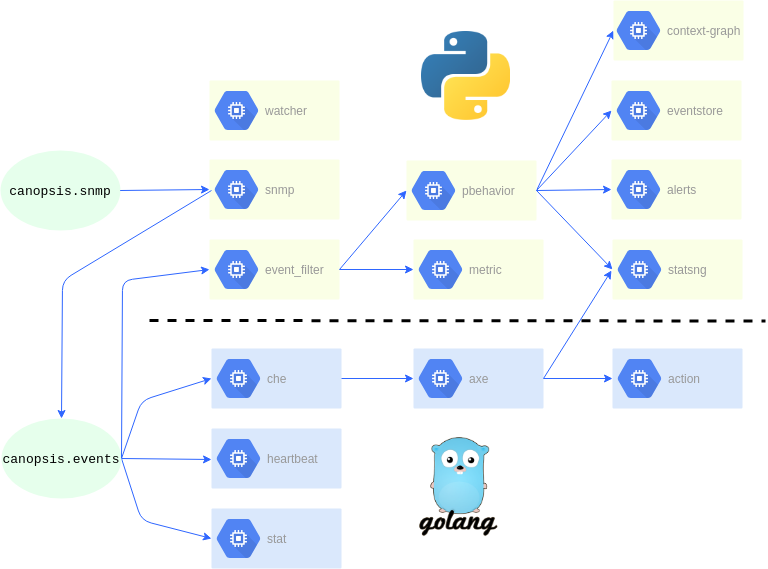 context-graph
watcher
eventstore
canopsis.snmp
snmp
pbehavior
alerts
event_filter
metric
statsng
che
axe
action
canopsis.events
heartbeat
golang
stat